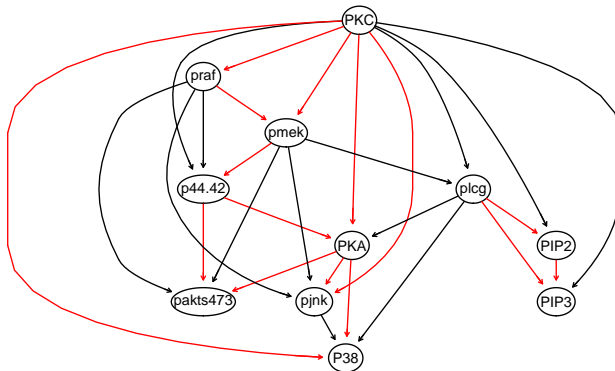 PKC
praf
pmek
p44.42
plcg
PKA
PIP2
pakts473
pjnk
PIP3
P38